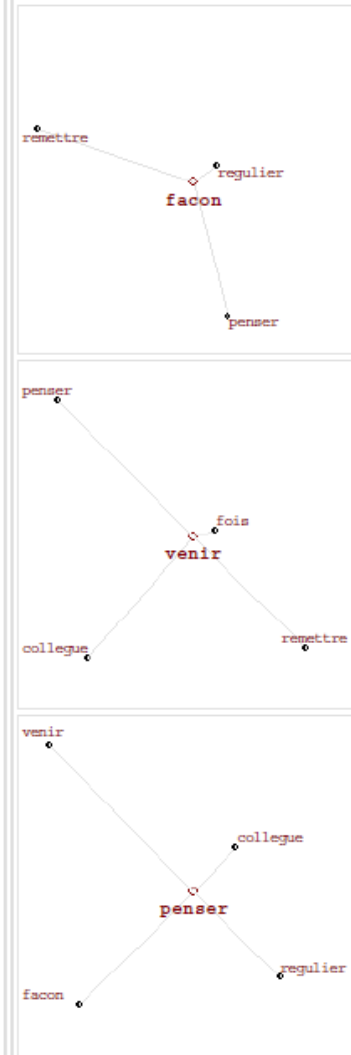 remettre
regulier
facon
penser
penser
fois
venir
remettre
collegue
venir
collegue
penser
regulier
facon